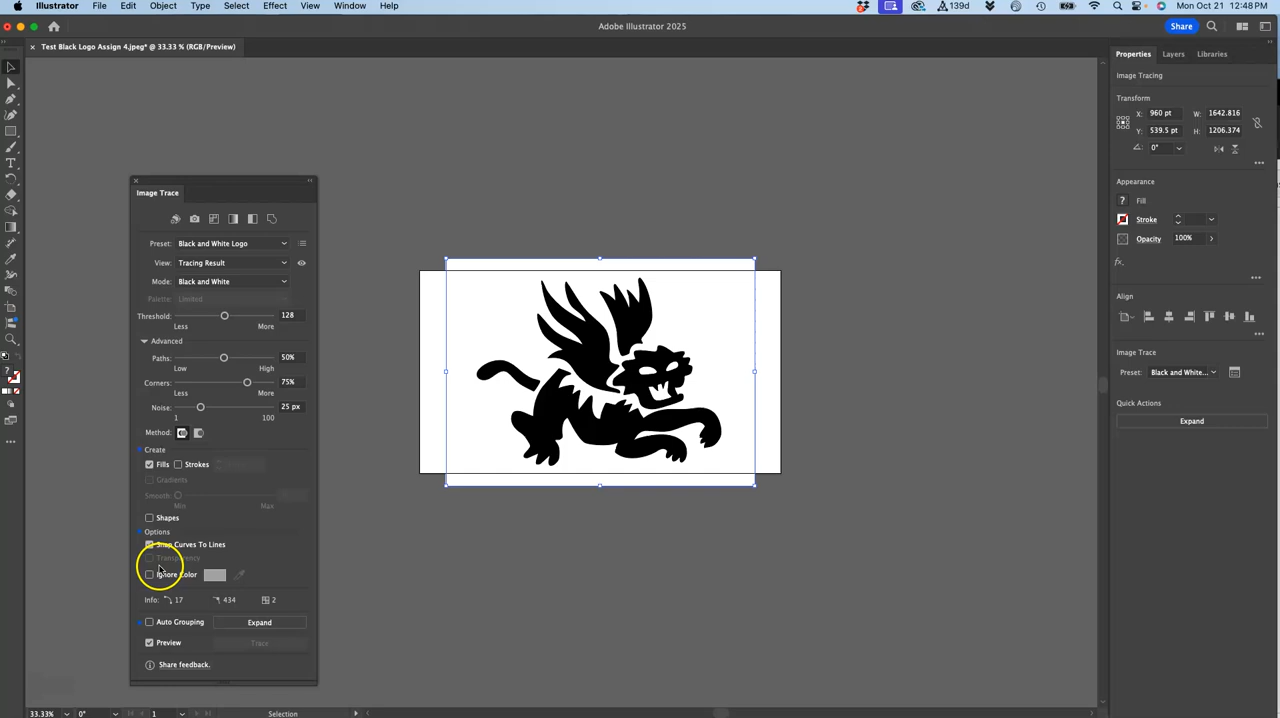 Illustrator File Edit Object Type Select Effect View Window Help 139d Mon Oct 21 12:48 PM
Adobe Illustrator 2025
Share
× Test Black Logo Assign 4.jpeg* @ 33.33 % (RGB/Preview)
Properties Layers Libraries
Image Tracing
Transform
X: 960 pt W: 1642.816
Y: 539.5 pt H: 1206.374
0°
Appearance
Fill
Stroke
Opacity 100%
fx.
Align
Image Trace
Preset: Black and White...
Quick Actions
Expand
Image Trace
Preset: Black and White Logo
View: Tracing Result
Mode: Black and White
Palette: Limited
Threshold: 128
Less More
Advanced
Paths: 50%
Low High
Corners: 75%
Less More
Noise: 25 px
1 100
Method:
Create
Fills Strokes
Gradients
Smooth:
Min Max
Shapes
Options
Snap Curves To Lines
Transparency
Ignore Color
Info: 17 434 2
Auto Grouping Expand
Preview Trace
Share feedback.
33.33% 0° 1 Selection